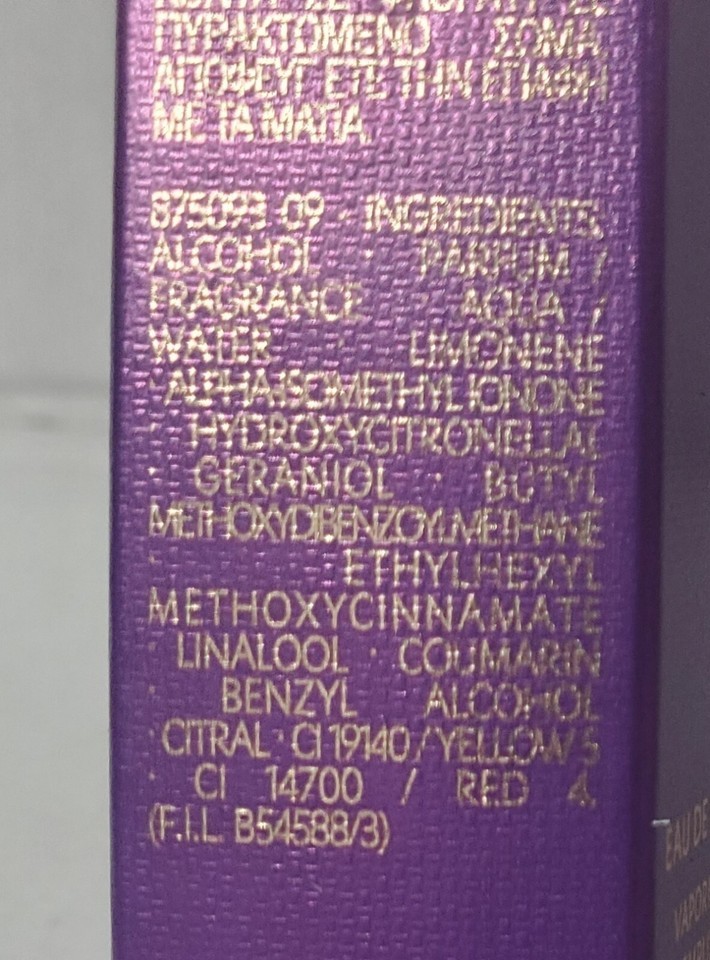 ΠΥΡΑΚΤΩΜΕΝΟ ΣΩΜΑ.
ΑΠΟΦΕΥΓΕΤΕ ΤΗΝ ΕΠΑΦΗ
ΜΕ ΤΑ ΜΑΤΙΑ.
875093 09 · INGREDIENTS:
ALCOHOL · PARFUM /
FRAGRANCE · AQUA /
WATER · LIMONENE
· ALPHA-ISOMETHYL IONONE
· HYDROXYCITRONELLAL
· GERANIOL · BUTYL
METHOXYDIBENZOYLMETHANE
· ETHYLHEXYL
METHOXYCINNAMATE
· LINALOOL · COUMARIN
· BENZYL ALCOHOL
· CITRAL · CI 19140 / YELLOW 5
· CI 14700 / RED 4.
(F.I.L. B54588/3)
EAU DE